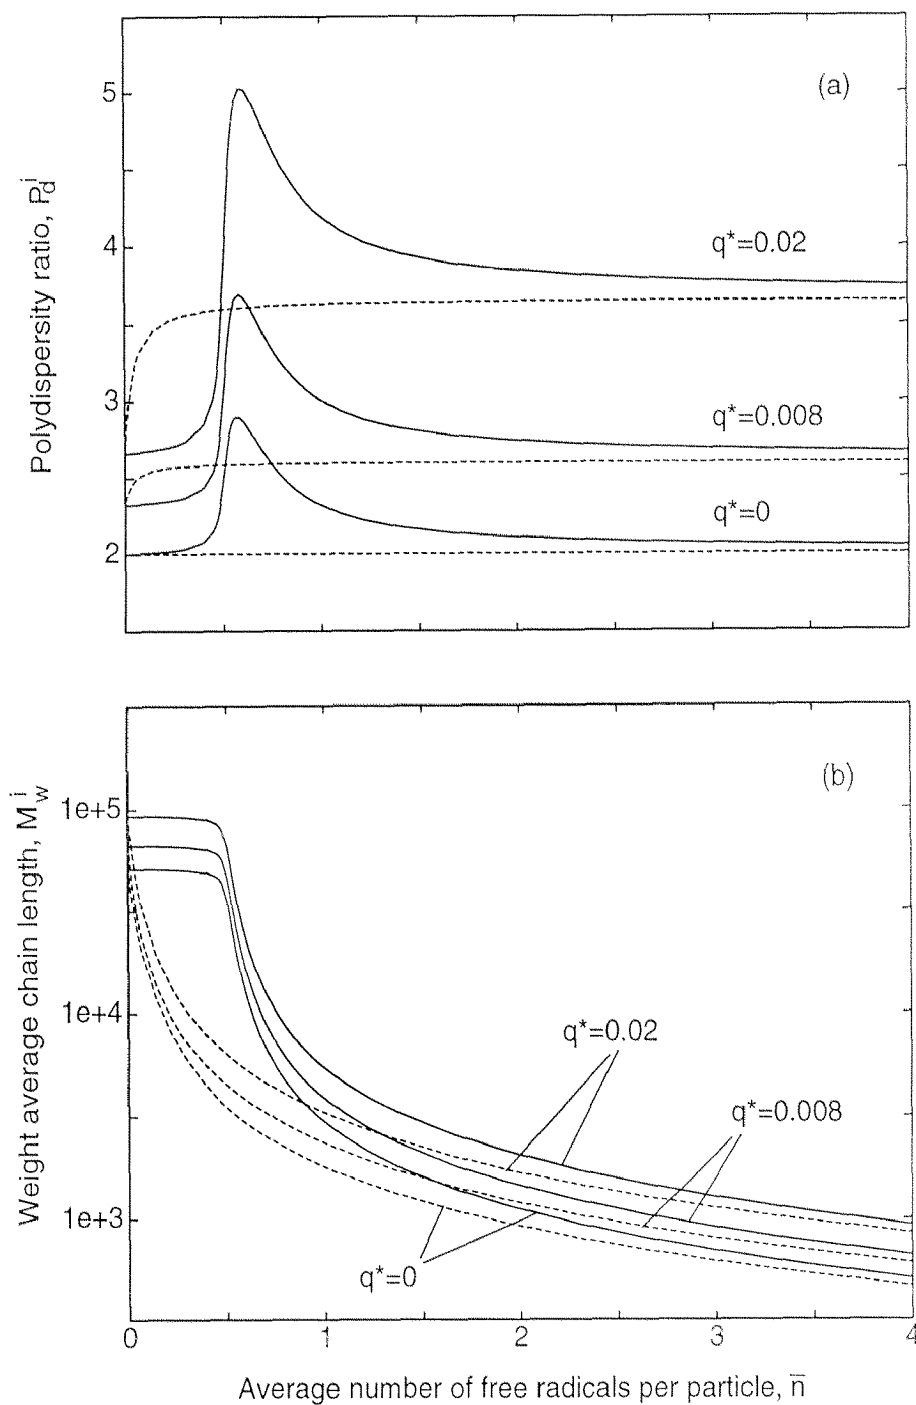 (a)
5
4
3
2
Polydispersity ratio, P_d^i
q*=0.02
q*=0.008
q*=0
(b)
1e+5
1e+4
1e+3
Weight average chain length, M_w^i
q*=0.02
q*=0.008
q*=0
0 1 2 3 4
Average number of free radicals per particle, n̅